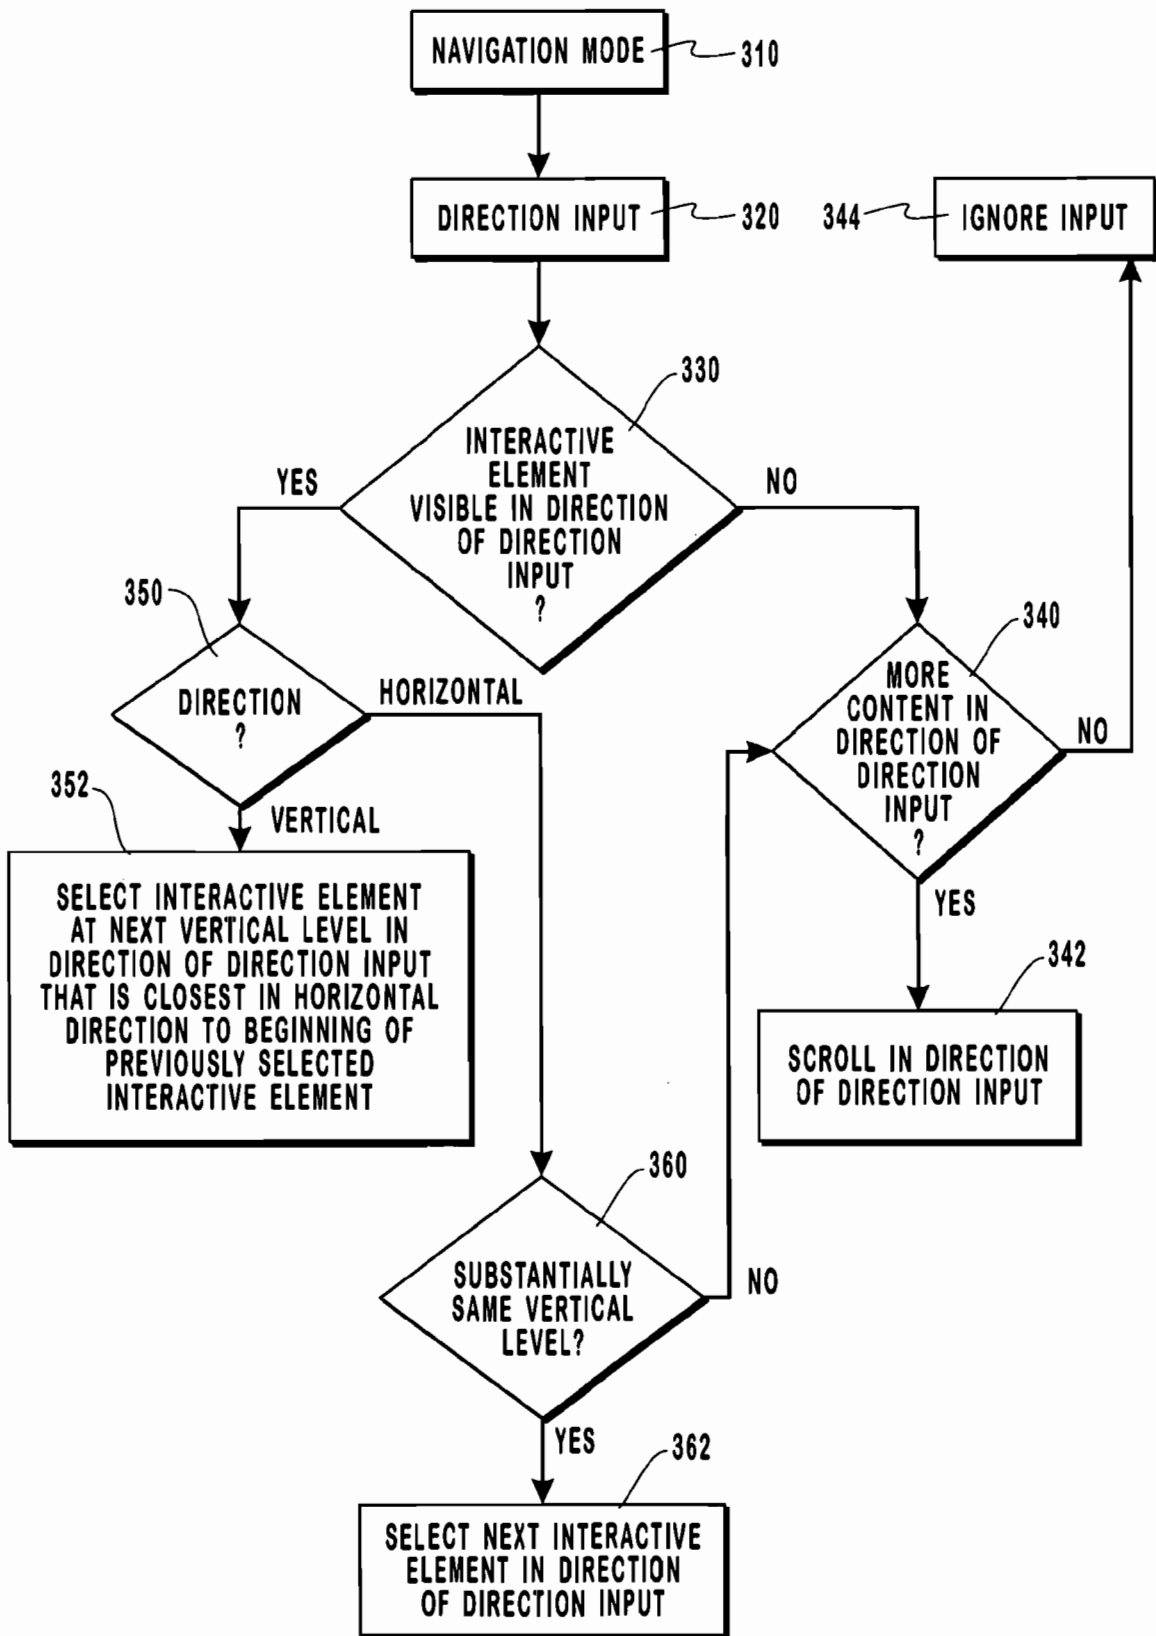 NAVIGATION MODE
310
DIRECTION INPUT
320
344
IGNORE INPUT
330
INTERACTIVE
ELEMENT
VISIBLE IN DIRECTION
OF DIRECTION
INPUT
?
YES
NO
350
DIRECTION
?
HORIZONTAL
VERTICAL
340
MORE
CONTENT IN
DIRECTION OF
DIRECTION
INPUT
?
NO
YES
352
SELECT INTERACTIVE ELEMENT
AT NEXT VERTICAL LEVEL IN
DIRECTION OF DIRECTION INPUT
THAT IS CLOSEST IN HORIZONTAL
DIRECTION TO BEGINNING OF
PREVIOUSLY SELECTED
INTERACTIVE ELEMENT
342
SCROLL IN DIRECTION
OF DIRECTION INPUT
360
SUBSTANTIALLY
SAME VERTICAL
LEVEL?
NO
YES
362
SELECT NEXT INTERACTIVE
ELEMENT IN DIRECTION
OF DIRECTION INPUT